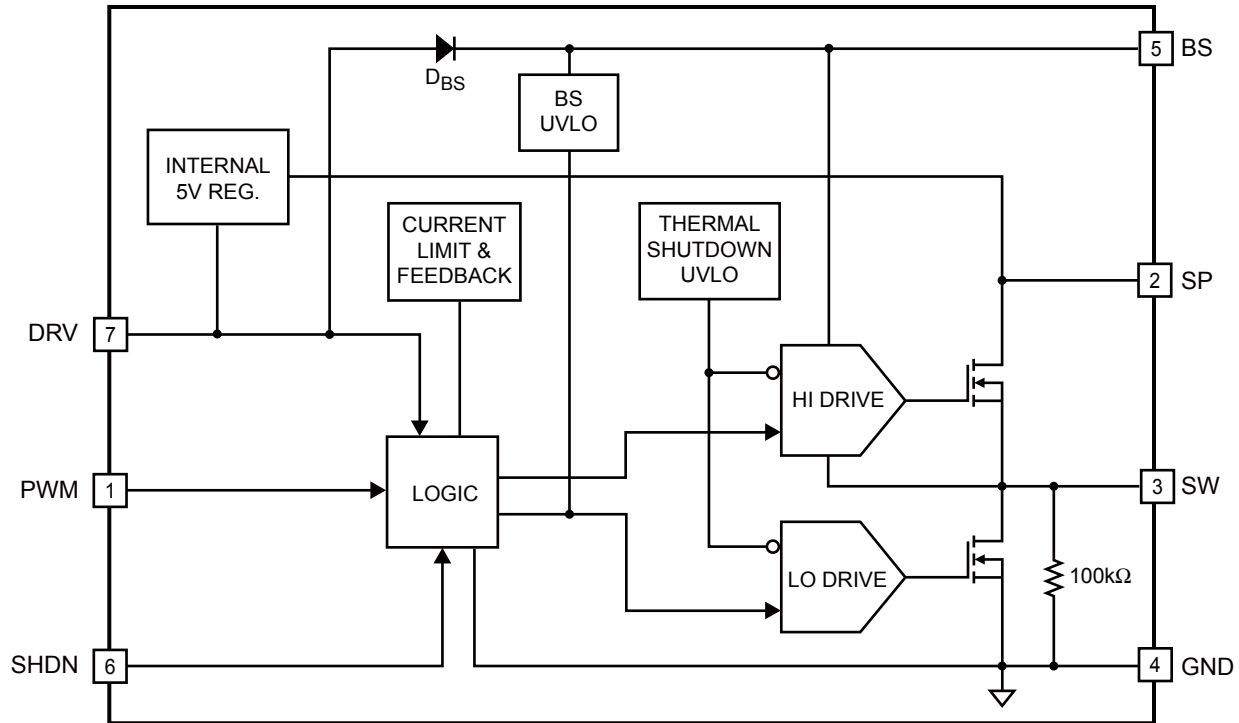 5 BS
D_BS
BS
UVLO
INTERNAL
5V REG.
CURRENT
LIMIT &
FEEDBACK
THERMAL
SHUTDOWN
UVLO
2 SP
DRV 7
HI DRIVE
PWM 1
LOGIC
3 SW
LO DRIVE
100kΩ
SHDN 6
4 GND